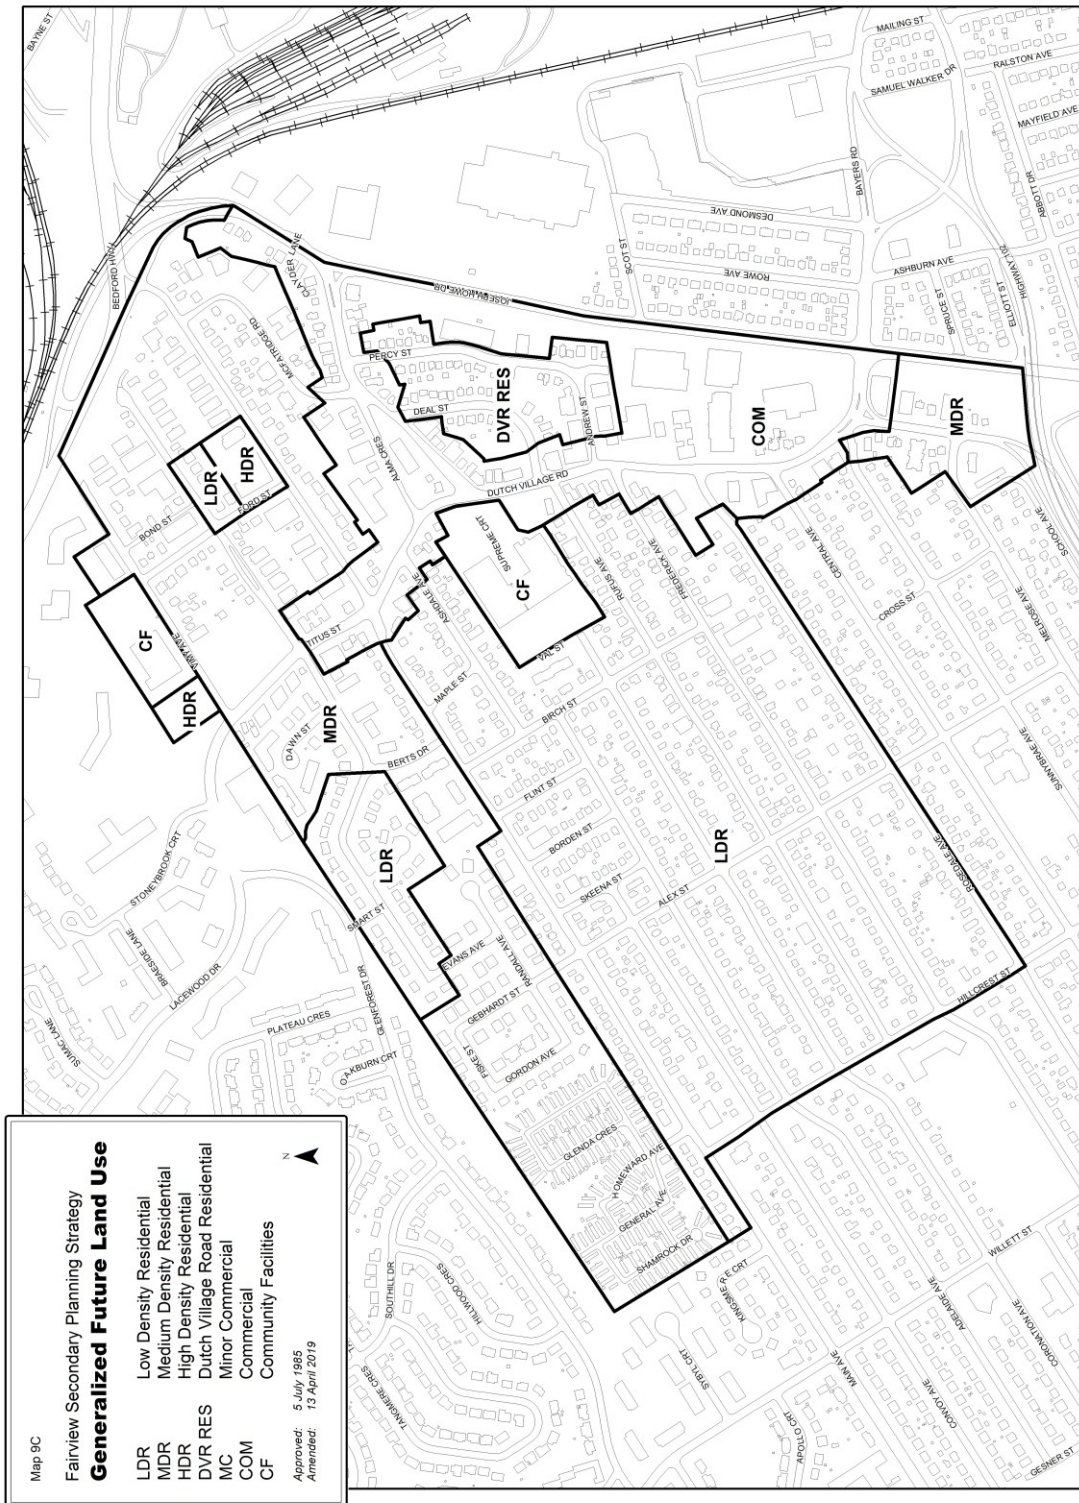 Map 9C
Fairview Secondary Planning Strategy
Generalized Future Land Use
LDR Low Density Residential
MDR Medium Density Residential
HDR High Density Residential
DVR RES Dutch Village Road Residential
MC Minor Commercial
COM Commercial
CF Community Facilities
Approved: 5 July 1985
Amended: 13 April 2019
N
BAYNE ST
BEDFORD HWY
MAILING ST
SAMUEL WALKER DR
RALSTON AVE
MAYFIELD AVE
ABBOTT DR
BAYERS RD
DESMOND AVE
ROWE AVE
SCOT ST
ASHBURN AVE
SPRUCE ST
ELLIOTT ST
HIGHWAY 102
JOSEPH HOWE DR
CLAYDER LANE
MCFATRIDGE RD
PERCY ST
DEAL ST
DVR RES
ANDREW ST
COM
MDR
LDR
HDR
FORD ST
BOND ST
ALMA CRES
DUTCH VILLAGE RD
SUPREME CRT
CF
TITUS ST
ASHDALE AVE
CF
HDR
VIMY AVE
MDR
DAWN ST
BERTS DR
MAPLE ST
VAL ST
RUFUS AVE
FREDERICK AVE
CENTRAL AVE
CROSS ST
MELROSE AVE
SCHOOL AVE
SUNNYBRAE AVE
BIRCH ST
FLINT ST
BORDEN ST
SKEENA ST
ALEX ST
LDR
ROSEDALE AVE
HILLCREST ST
LDR
SMART ST
EVANS AVE
RANDALL AVE
GEBHARDT ST
FISKE ST
GORDON AVE
GLENDA CRES
HOMEWARD AVE
GENERAL AVE
SHAMROCK DR
STONEYBROOK CRT
BRAESIDE LANE
LACEWOOD DR
SUMAC LANE
PLATEAU CRES
GLENFOREST DR
SOUTHILL DR
HILLWOOD CRES
TANGMERE CRES
SYBYL CRT
APOLLO CRT
MAIN AVE
CONVOY AVE
ADELAIDE AVE
WILLETT ST
CORONATION AVE
GESNER ST